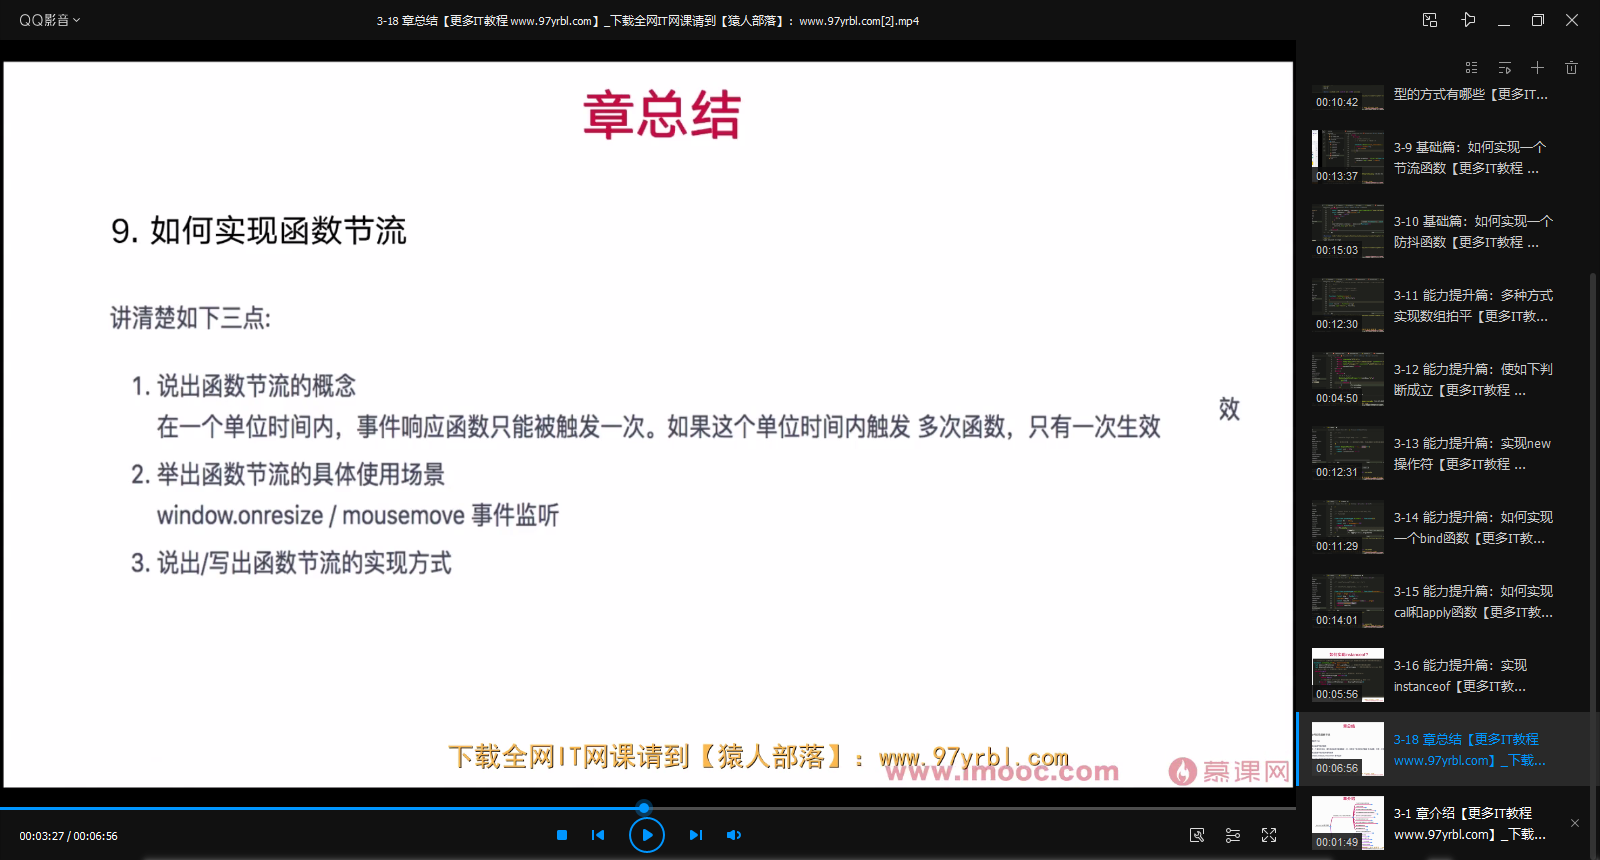 QQ影音
3-18 章总结【更多IT教程 www.97yrbl.com】_下载全网IT网课请到【猿人部落】：www.97yrbl.com[2].mp4
章总结
9. 如何实现函数节流
讲清楚如下三点:
1. 说出函数节流的概念
在一个单位时间内，事件响应函数只能被触发一次。如果这个单位时间内触发 多次函数，只有一次生效
效
2. 举出函数节流的具体使用场景
window.onresize / mousemove 事件监听
3. 说出/写出函数节流的实现方式
下载全网IT网课请到【猿人部落】：www.97yrbl.com
www.imooc.com
慕课网
00:03:27 / 00:06:56
00:10:42
型的方式有哪些【更多IT...
00:13:37
3-9 基础篇：如何实现一个
节流函数【更多IT教程 ...
00:15:03
3-10 基础篇：如何实现一个
防抖函数【更多IT教程 ...
00:12:30
3-11 能力提升篇：多种方式
实现数组拍平【更多IT教...
00:04:50
3-12 能力提升篇：使如下判
断成立【更多IT教程 ...
00:12:31
3-13 能力提升篇：实现new
操作符【更多IT教程 ...
00:11:29
3-14 能力提升篇：如何实现
一个bind函数【更多IT教...
00:14:01
3-15 能力提升篇：如何实现
cal和apply函数【更多IT教...
00:05:56
3-16 能力提升篇：实现
instanceof【更多IT教...
00:06:56
3-18 章总结【更多IT教程
www.97yrbl.com】_下载...
00:01:49
3-1 章介绍【更多IT教程
www.97yrbl.com】_下载...